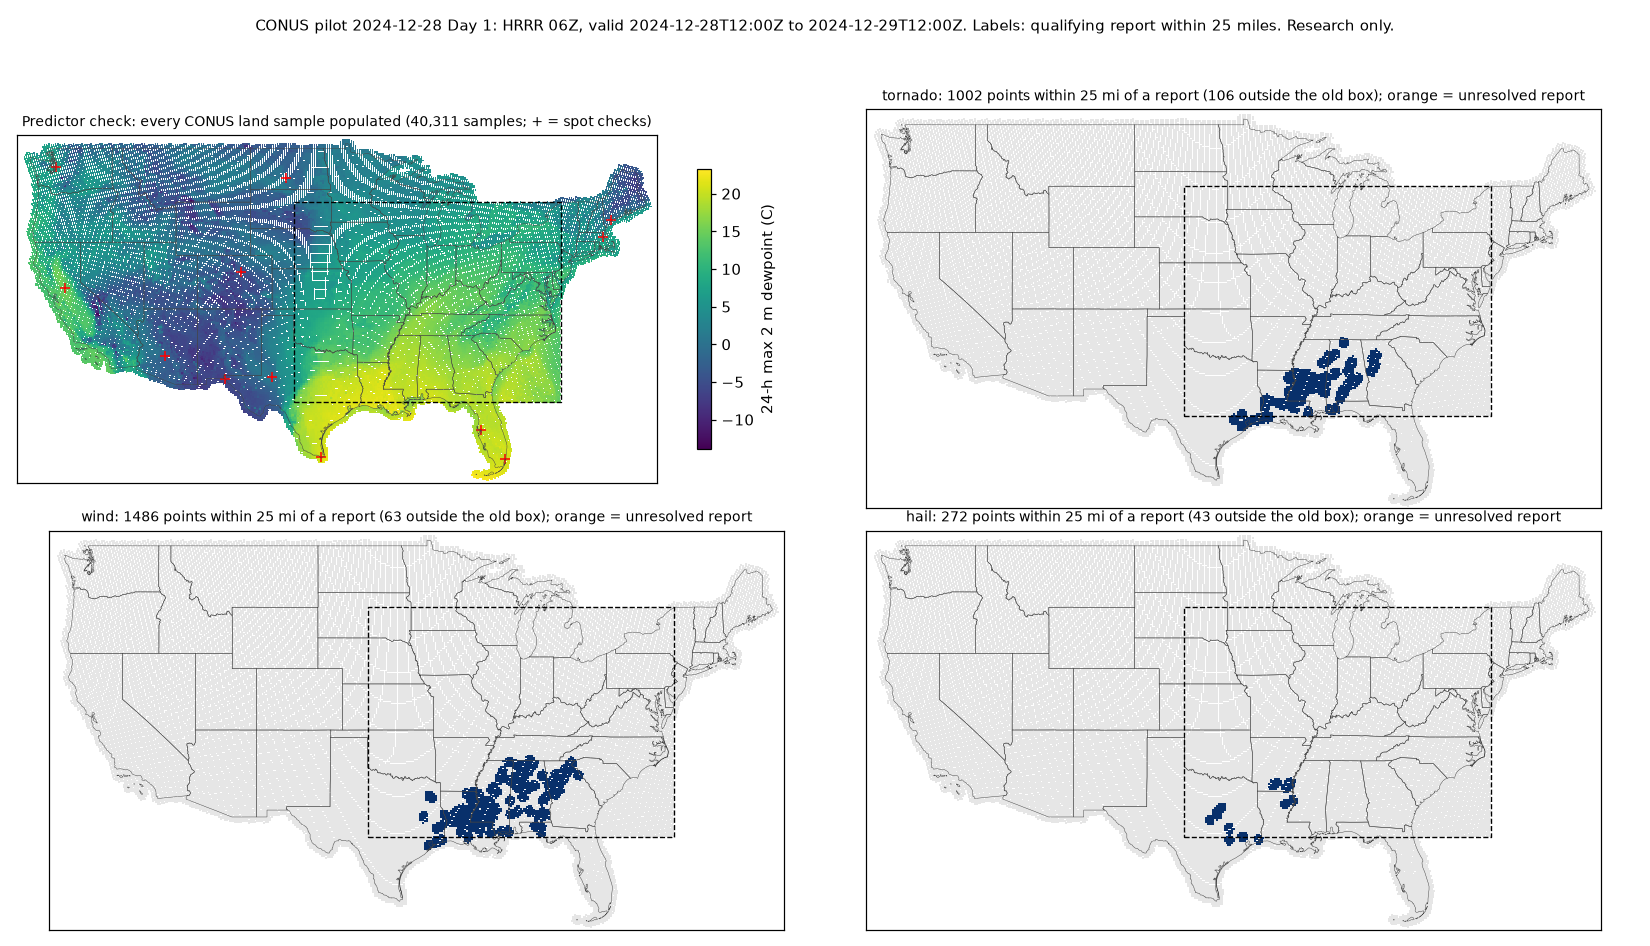 CONUS pilot 2024-12-28 Day 1: HRRR 06Z, valid 2024-12-28T12:00Z to 2024-12-29T12:00Z. Labels: qualifying report within 25 miles. Research only.
Predictor check: every CONUS land sample populated (40,311 samples; + = spot checks)
20
15
10
5
0
−5
−10
24-h max 2 m dewpoint (C)
tornado: 1002 points within 25 mi of a report (106 outside the old box); orange = unresolved report
wind: 1486 points within 25 mi of a report (63 outside the old box); orange = unresolved report
hail: 272 points within 25 mi of a report (43 outside the old box); orange = unresolved report